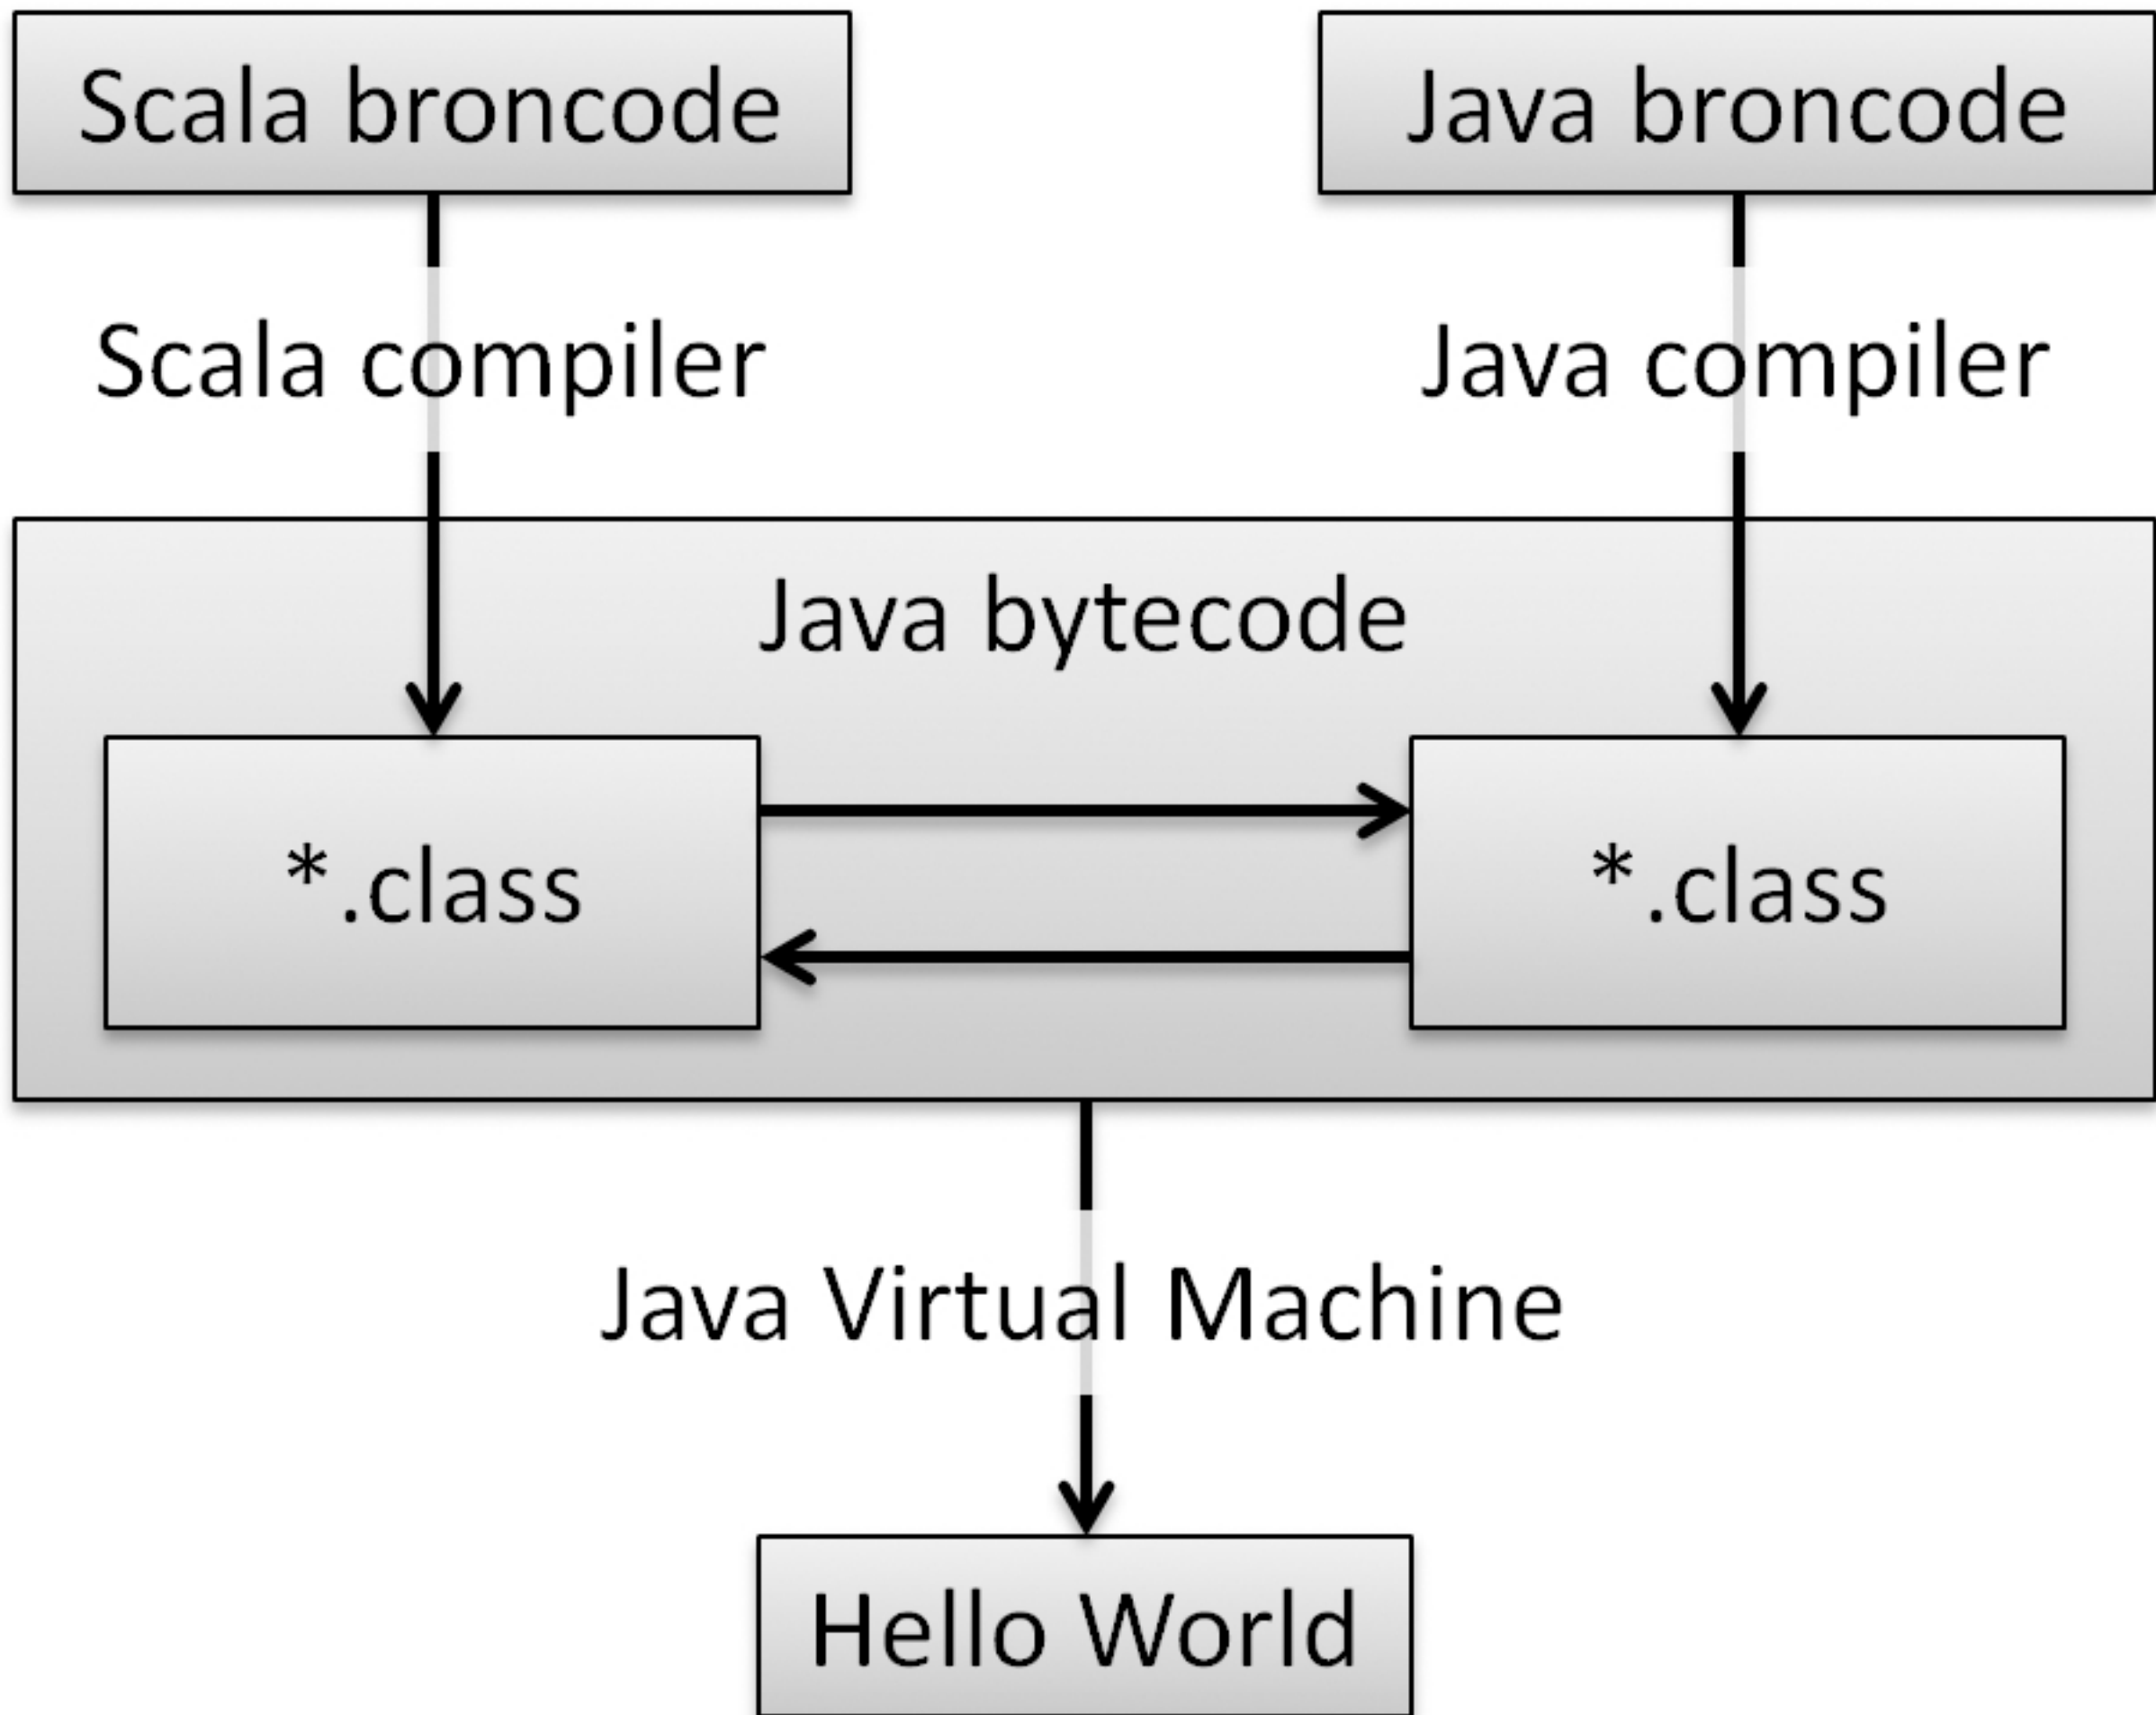 Scala broncode
Java broncode
Scala compiler
Java compiler
Java bytecode
*.class
*.class
Java Virtual Machine
Hello World